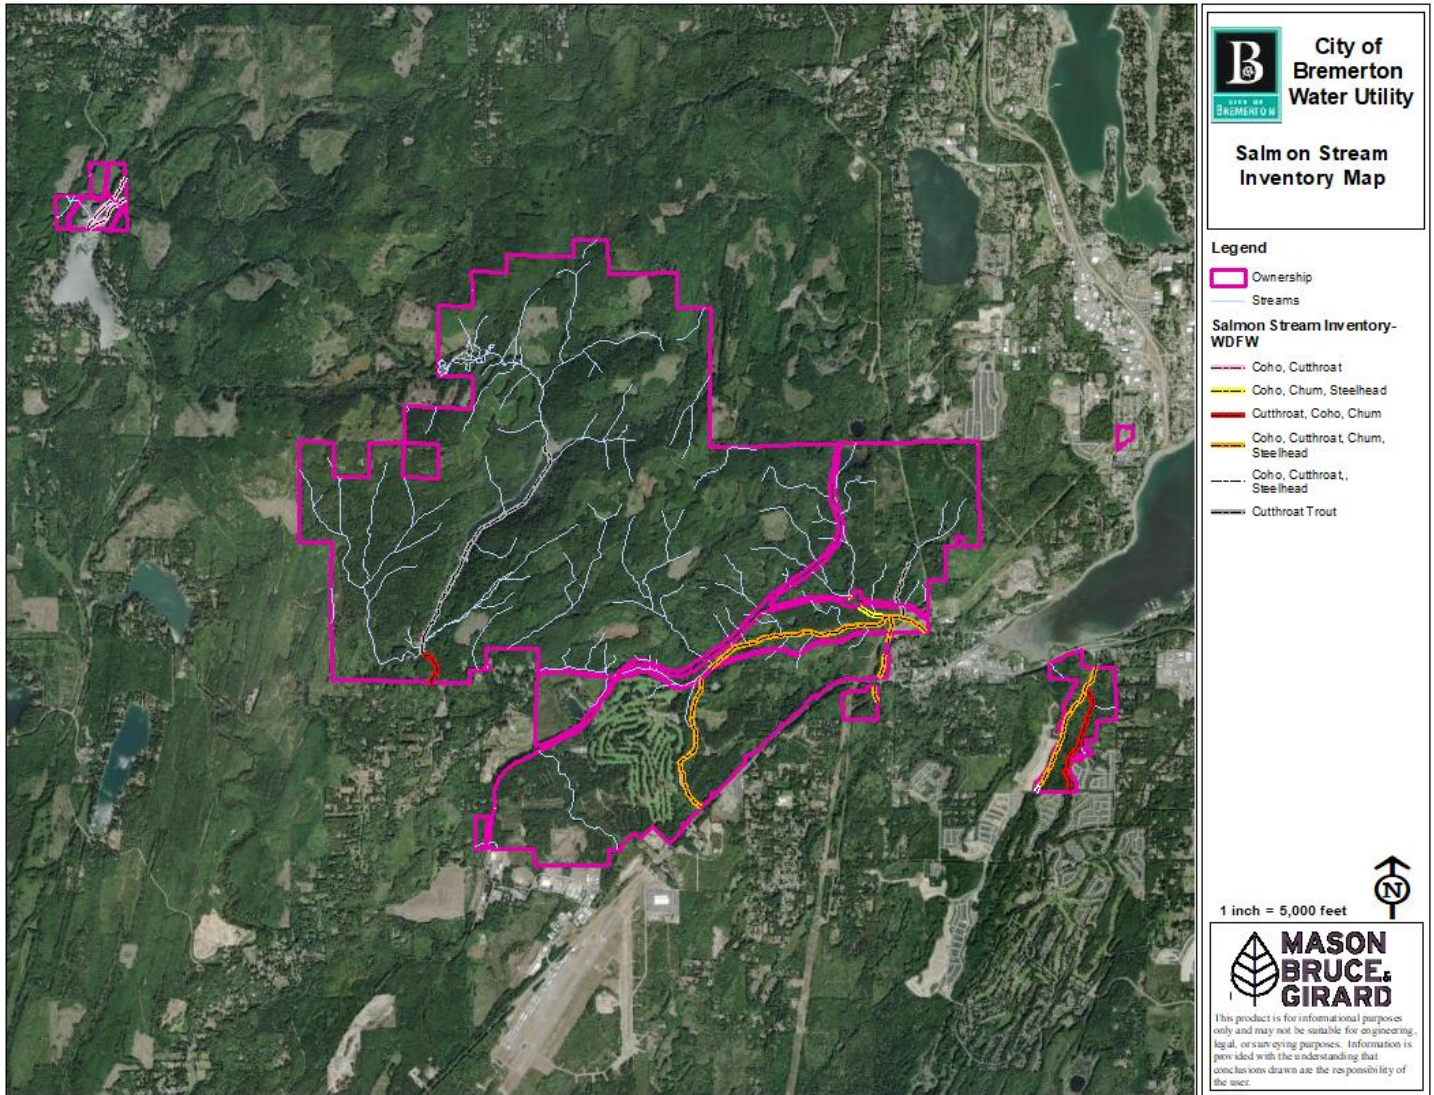 City of
Bremerton
Water Utility
B
CITY OF
BREMERTON
Salmon Stream
Inventory Map
Legend
Ownership
Streams
Salmon Stream Inventory-
WDFW
Coho, Cutthroat
Coho, Chum, Steelhead
Cutthroat, Coho, Chum
Coho, Cutthroat, Chum,
Steelhead
Coho, Cutthroat,,
Steelhead
Cutthroat Trout
1 inch = 5,000 feet
N
MASON
BRUCE&
GIRARD
This product is for informational purposes
only and may not be suitable for engineering,
legal, or surveying purposes. Information is
provided with the understanding that
conclusions drawn are the responsibility of
the user.